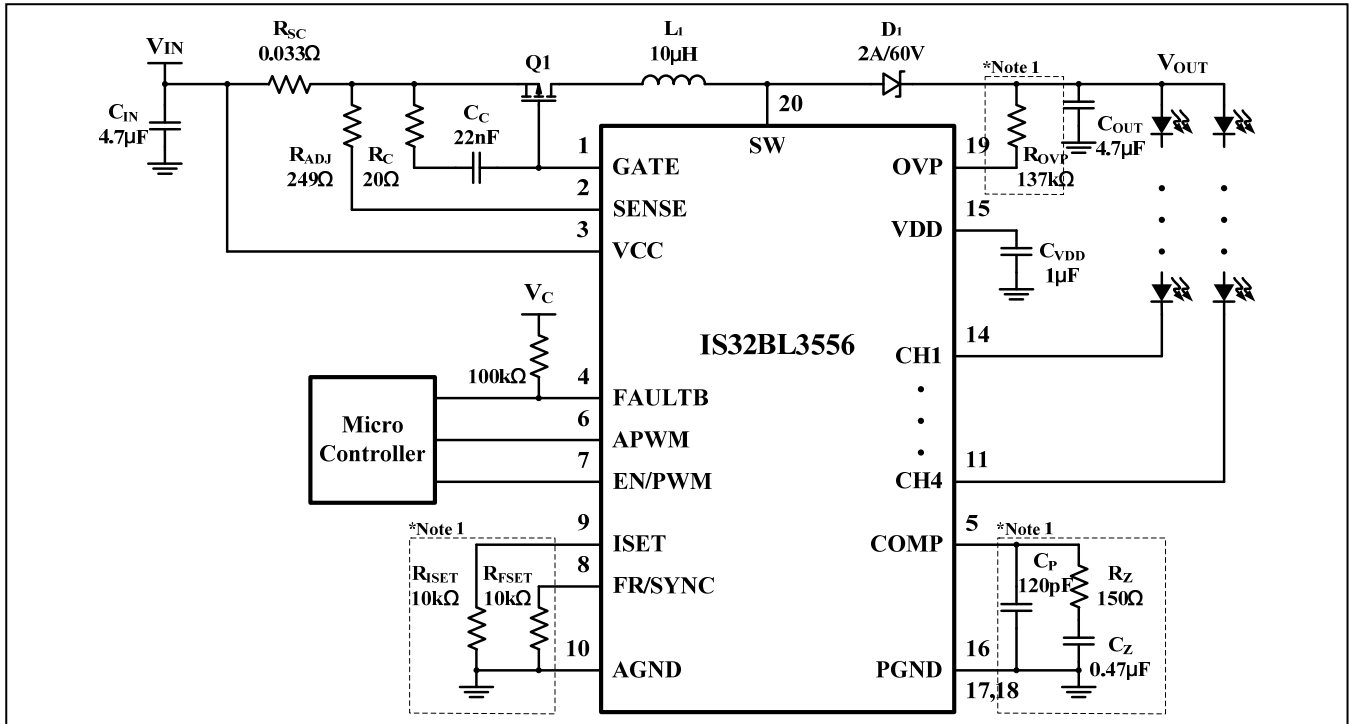 VIN
RSC
0.033Ω
L1
10μH
D1
2A/60V
*Note 1
VOUT
Q1
CIN
4.7μF
CC
22nF
RADJ
249Ω
RC
20Ω
20
SW
COUT
4.7μF
ROVP
137kΩ
1
GATE
2
SENSE
3
VCC
19
OVP
15
VDD
CVDD
1μF
VC
100kΩ
IS32BL3556
14
CH1
4
FAULTB
6
APWM
7
EN/PWM
Micro
Controller
11
CH4
*Note 1
9
ISET
8
FR/SYNC
10
AGND
RISET
10kΩ
RFSET
10kΩ
5
COMP
*Note 1
CP
120pF
RZ
150Ω
CZ
0.47μF
16
PGND
17,18